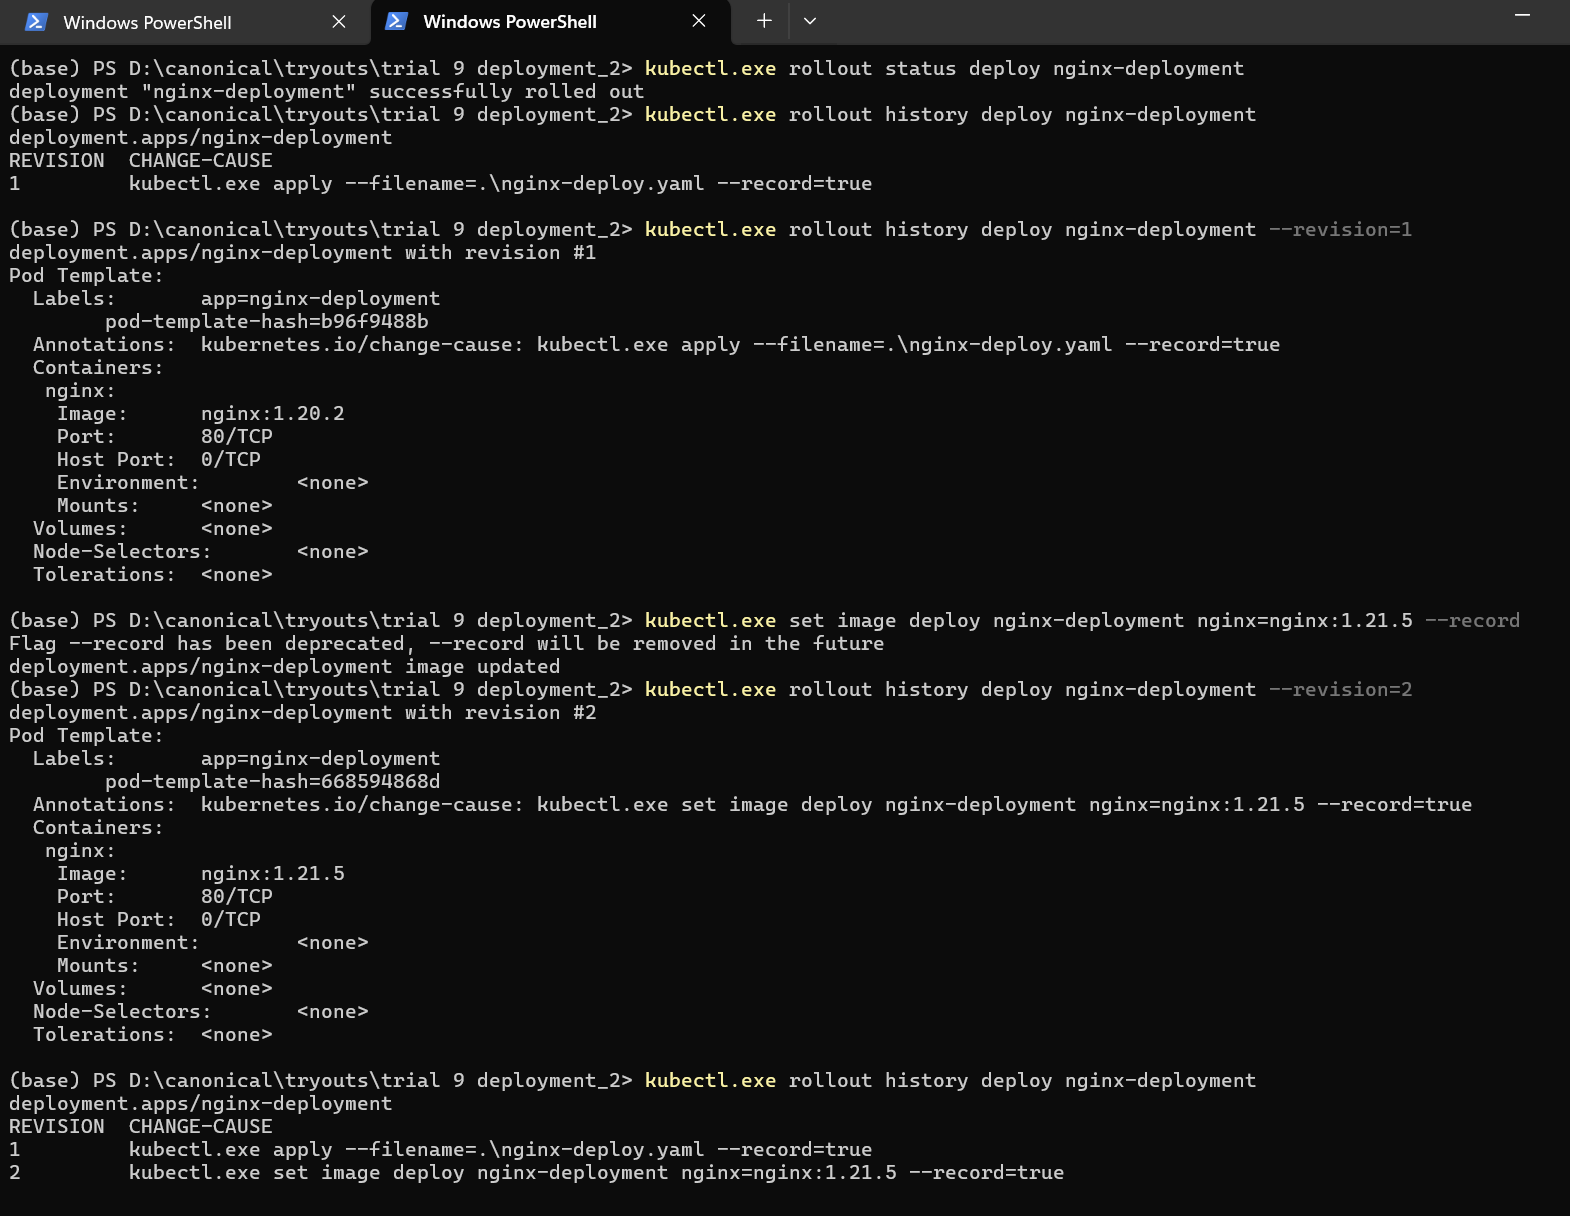 Windows PowerShell
Windows PowerShell
(base) PS D:\canonical\tryouts\trial 9 deployment_2> kubectl.exe rollout status deploy nginx-deployment
deployment "nginx-deployment" successfully rolled out
(base) PS D:\canonical\tryouts\trial 9 deployment_2> kubectl.exe rollout history deploy nginx-deployment
deployment.apps/nginx-deployment
REVISION  CHANGE-CAUSE
1         kubectl.exe apply --filename=.\nginx-deploy.yaml --record=true

(base) PS D:\canonical\tryouts\trial 9 deployment_2> kubectl.exe rollout history deploy nginx-deployment --revision=1
deployment.apps/nginx-deployment with revision #1
Pod Template:
  Labels:       app=nginx-deployment
        pod-template-hash=b96f9488b
  Annotations:  kubernetes.io/change-cause: kubectl.exe apply --filename=.\nginx-deploy.yaml --record=true
  Containers:
   nginx:
    Image:      nginx:1.20.2
    Port:       80/TCP
    Host Port:  0/TCP
    Environment:        <none>
    Mounts:     <none>
  Volumes:      <none>
  Node-Selectors:       <none>
  Tolerations:  <none>

(base) PS D:\canonical\tryouts\trial 9 deployment_2> kubectl.exe set image deploy nginx-deployment nginx=nginx:1.21.5 --record
Flag --record has been deprecated, --record will be removed in the future
deployment.apps/nginx-deployment image updated
(base) PS D:\canonical\tryouts\trial 9 deployment_2> kubectl.exe rollout history deploy nginx-deployment --revision=2
deployment.apps/nginx-deployment with revision #2
Pod Template:
  Labels:       app=nginx-deployment
        pod-template-hash=668594868d
  Annotations:  kubernetes.io/change-cause: kubectl.exe set image deploy nginx-deployment nginx=nginx:1.21.5 --record=true
  Containers:
   nginx:
    Image:      nginx:1.21.5
    Port:       80/TCP
    Host Port:  0/TCP
    Environment:        <none>
    Mounts:     <none>
  Volumes:      <none>
  Node-Selectors:       <none>
  Tolerations:  <none>

(base) PS D:\canonical\tryouts\trial 9 deployment_2> kubectl.exe rollout history deploy nginx-deployment
deployment.apps/nginx-deployment
REVISION  CHANGE-CAUSE
1         kubectl.exe apply --filename=.\nginx-deploy.yaml --record=true
2         kubectl.exe set image deploy nginx-deployment nginx=nginx:1.21.5 --record=true